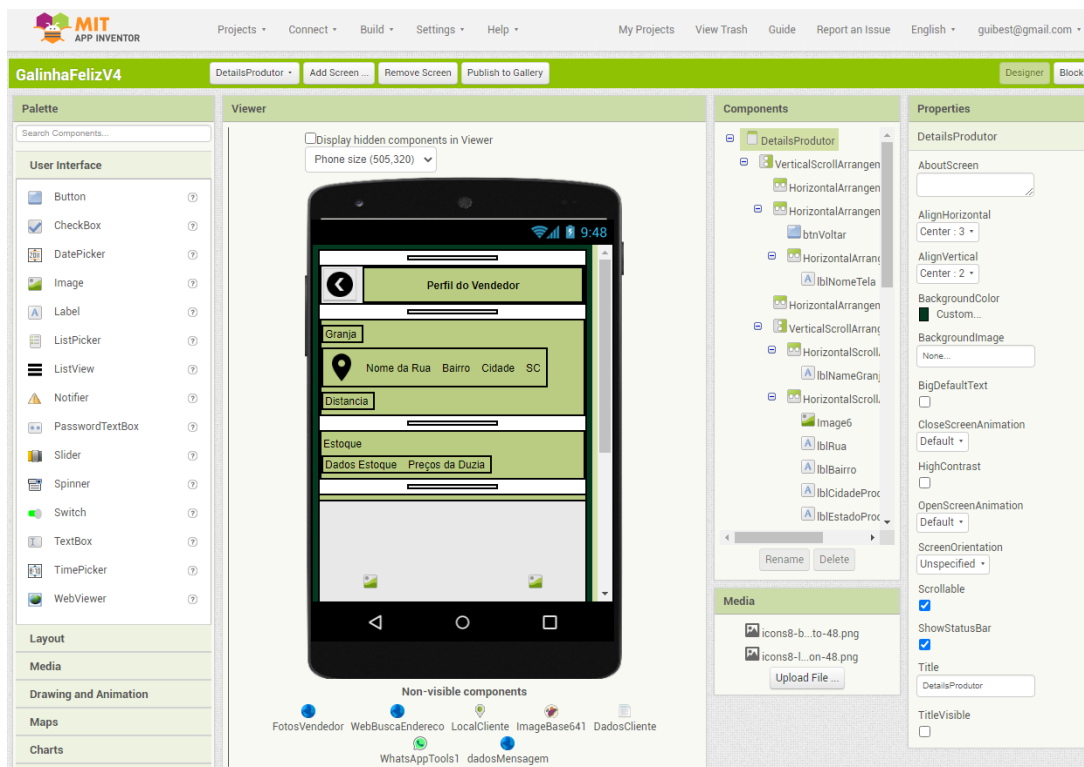 MIT
APP INVENTOR
Projects
Connect
Build
Settings
Help
My Projects
View Trash
Guide
Report an Issue
English
guibest@gmail.com
GalinhaFelizV4
DetailsProdutor
Add Screen ...
Remove Screen
Publish to Gallery
Designer
Block
Palette
Search Components...
User Interface
Button
CheckBox
DatePicker
Image
Label
ListPicker
ListView
Notifier
PasswordTextBox
Slider
Spinner
Switch
TextBox
TimePicker
WebViewer
Layout
Media
Drawing and Animation
Maps
Charts
Viewer
Display hidden components in Viewer
Phone size (505,320)
9:48
Perfil do Vendedor
Granja
Nome da Rua Bairro Cidade SC
Distancia
Estoque
Dados Estoque Preços da Duzia
Non-visible components
FotosVendedor WebBuscaEndereco LocalCliente ImageBase641 DadosCliente
WhatsAppTools1 dadosMensagem
Components
DetailsProdutor
VerticalScrollArrangen
HorizontalArrangen
HorizontalArrangen
btnVoltar
HorizontalArrang
lblNomeTela
HorizontalArrangen
VerticalScrollArrang
HorizontalScroll
lblNameGranj
HorizontalScroll
Image6
lblRua
lblBairro
lblCidadeProd
lblEstadoProd
Rename
Delete
Media
icons8-b...to-48.png
icons8-l...on-48.png
Upload File ...
Properties
DetailsProdutor
AboutScreen
AlignHorizontal
Center : 3
AlignVertical
Center : 2
BackgroundColor
Custom...
BackgroundImage
None...
BigDefaultText
CloseScreenAnimation
Default
HighContrast
OpenScreenAnimation
Default
ScreenOrientation
Unspecified
Scrollable
ShowStatusBar
Title
DetailsProdutor
TitleVisible